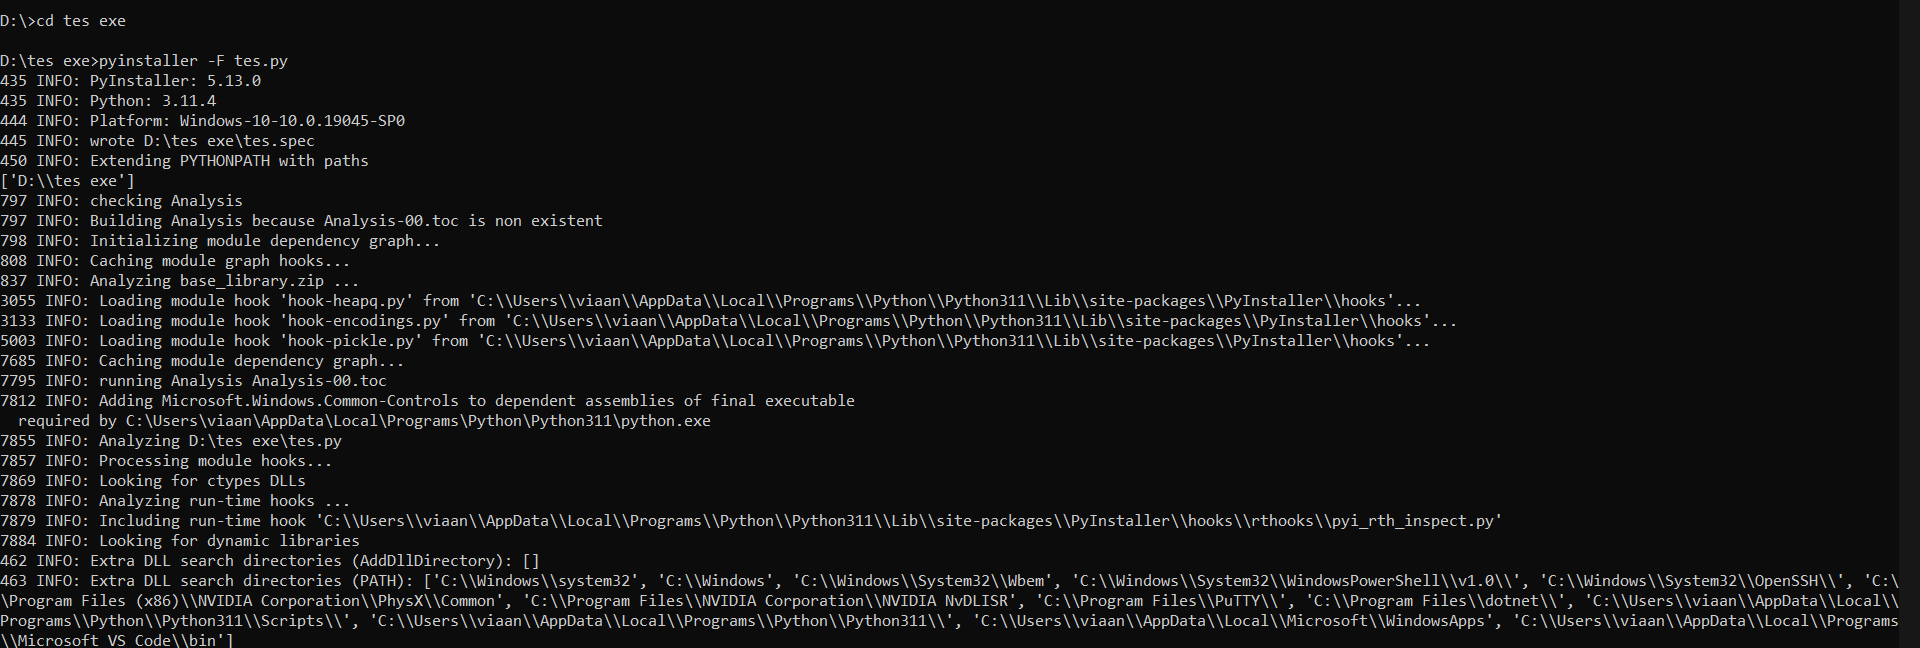 D:\>cd tes exe
D:\tes exe>pyinstaller -F tes.py
435 INFO: PyInstaller: 5.13.0
435 INFO: Python: 3.11.4
444 INFO: Platform: Windows-10-10.0.19045-SP0
445 INFO: wrote D:\tes exe\tes.spec
450 INFO: Extending PYTHONPATH with paths
['D:\\tes exe']
797 INFO: checking Analysis
797 INFO: Building Analysis because Analysis-00.toc is non existent
798 INFO: Initializing module dependency graph...
808 INFO: Caching module graph hooks...
837 INFO: Analyzing base_library.zip ...
3055 INFO: Loading module hook 'hook-heapq.py' from 'C:\\Users\\viaan\\AppData\\Local\\Programs\\Python\\Python311\\Lib\\site-packages\\PyInstaller\\hooks'...
3133 INFO: Loading module hook 'hook-encodings.py' from 'C:\\Users\\viaan\\AppData\\Local\\Programs\\Python\\Python311\\Lib\\site-packages\\PyInstaller\\hooks'...
5003 INFO: Loading module hook 'hook-pickle.py' from 'C:\\Users\\viaan\\AppData\\Local\\Programs\\Python\\Python311\\Lib\\site-packages\\PyInstaller\\hooks'...
7685 INFO: Caching module dependency graph...
7795 INFO: running Analysis Analysis-00.toc
7812 INFO: Adding Microsoft.Windows.Common-Controls to dependent assemblies of final executable
  required by C:\Users\viaan\AppData\Local\Programs\Python\Python311\python.exe
7855 INFO: Analyzing D:\tes exe\tes.py
7857 INFO: Processing module hooks...
7869 INFO: Looking for ctypes DLLs
7878 INFO: Analyzing run-time hooks ...
7879 INFO: Including run-time hook 'C:\\Users\\viaan\\AppData\\Local\\Programs\\Python\\Python311\\Lib\\site-packages\\PyInstaller\\hooks\\rthooks\\pyi_rth_inspect.py'
7884 INFO: Looking for dynamic libraries
462 INFO: Extra DLL search directories (AddDllDirectory): []
463 INFO: Extra DLL search directories (PATH): ['C:\\Windows\\system32', 'C:\\Windows', 'C:\\Windows\\System32\\Wbem', 'C:\\Windows\\System32\\WindowsPowerShell\\v1.0\\', 'C:\\Windows\\System32\\OpenSSH\\', 'C:\
\Program Files (x86)\\NVIDIA Corporation\\PhysX\\Common', 'C:\\Program Files\\NVIDIA Corporation\\NVIDIA NvDLISR', 'C:\\Program Files\\PuTTY\\', 'C:\\Program Files\\dotnet\\', 'C:\\Users\\viaan\\AppData\\Local\\
Programs\\Python\\Python311\\Scripts\\', 'C:\\Users\\viaan\\AppData\\Local\\Programs\\Python\\Python311\\', 'C:\\Users\\viaan\\AppData\\Local\\Microsoft\\WindowsApps', 'C:\\Users\\viaan\\AppData\\Local\\Programs
\\Microsoft VS Code\\bin']